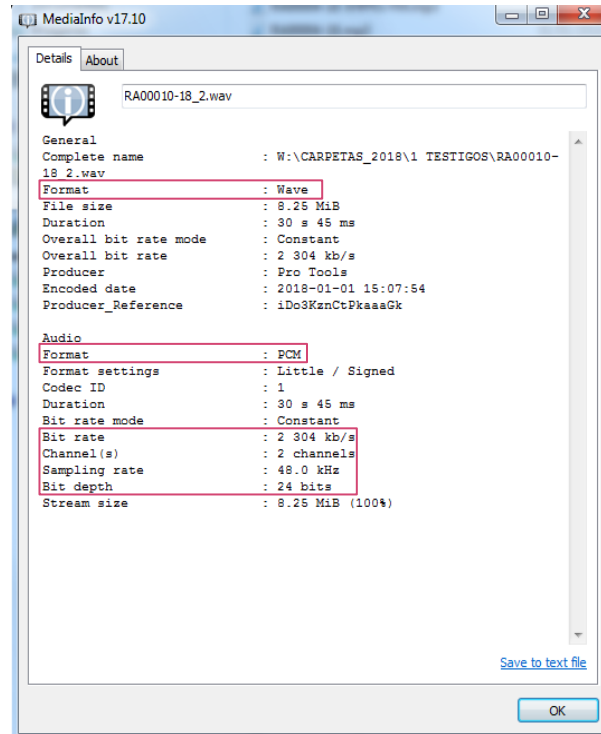 MediaInfo v17.10
Details About
RA00010-18_2.wav
General
Complete name : W:\CARPETAS_2018\1 TESTIGOS\RA00010-
18_2.wav
Format : Wave
File size : 8.25 MiB
Duration : 30 s 45 ms
Overall bit rate mode : Constant
Overall bit rate : 2 304 kb/s
Producer : Pro Tools
Encoded date : 2018-01-01 15:07:54
Producer_Reference : iDo3KznCtPkaaaGk
Audio
Format : PCM
Format settings : Little / Signed
Codec ID : 1
Duration : 30 s 45 ms
Bit rate mode : Constant
Bit rate : 2 304 kb/s
Channel(s) : 2 channels
Sampling rate : 48.0 kHz
Bit depth : 24 bits
Stream size : 8.25 MiB (100%)
Save to text file
OK